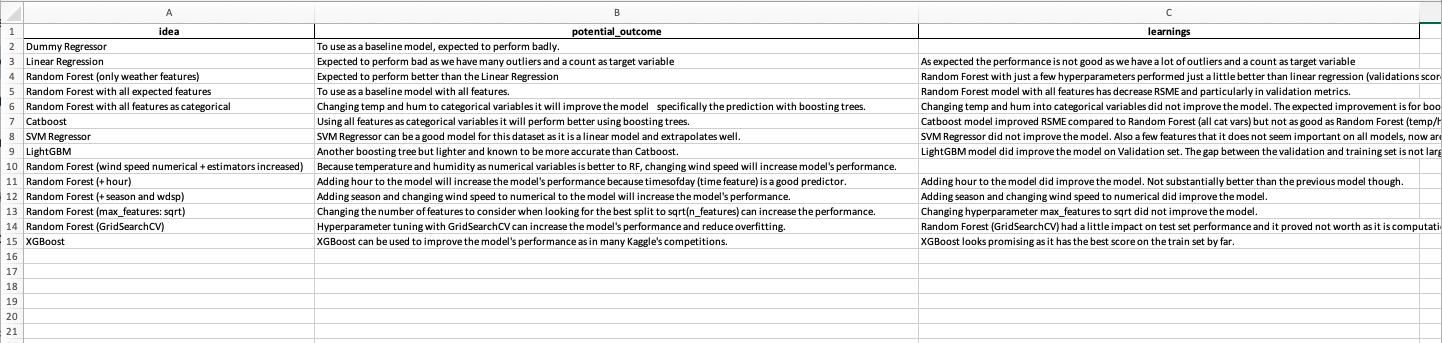 A B C
1 idea potential_outcome learnings
2 Dummy Regressor To use as a baseline model, expected to perform badly.
3 Linear Regression Expected to perform bad as we have many outliers and a count as target variable As expected the performance is not good as we have a lot of outliers and a count as target variable
4 Random Forest (only weather features) Expected to perform better than the Linear Regression Random Forest with just a few hyperparameters performed just a little better than linear regression (validations scor
5 Random Forest with all expected features To use as a baseline model with all features. Random Forest model with all features has decrease RSME and particularly in validation metrics.
6 Random Forest with all features as categorical Changing temp and hum to categorical variables it will improve the model specifically the prediction with boosting trees. Changing temp and hum into categorical variables did not improve the model. The expected improvement is for boo
7 Catboost Using all features as categorical variables it will perform better using boosting trees. Catboost model improved RSME compared to Random Forest (all cat vars) but not as good as Random Forest (temp/h
8 SVM Regressor SVM Regressor can be a good model for this dataset as it is a linear model and extrapolates well. SVM Regressor did not improve the model. Also a few features that it does not seem important on all models, now are
9 LightGBM Another boosting tree but lighter and known to be more accurate than Catboost. LightGBM model did improve the model on Validation set. The gap between the validation and training set is not larg
10 Random Forest (wind speed numerical + estimators increased) Because temperature and humidity as numerical variables is better to RF, changing wind speed will increase model's performance.
11 Random Forest (+ hour) Adding hour to the model will increase the model's performance because timesofday (time feature) is a good predictor. Adding hour to the model did improve the model. Not substantially better than the previous model though.
12 Random Forest (+ season and wdsp) Adding season and changing wind speed to numerical to the model will increase the model's performance. Adding season and changing wind speed to numerical did improve the model.
13 Random Forest (max_features: sqrt) Changing the number of features to consider when looking for the best split to sqrt(n_features) can increase the performance. Changing hyperparameter max_features to sqrt did not improve the model.
14 Random Forest (GridSearchCV) Hyperparameter tuning with GridSearchCV can increase the model's performance and reduce overfitting. Random Forest (GridSearchCV) had a little impact on test set performance and it proved not worth as it is computati
15 XGBoost XGBoost can be used to improve the model's performance as in many Kaggle's competitions. XGBoost looks promising as it has the best score on the train set by far.
16
17
18
19
20
21